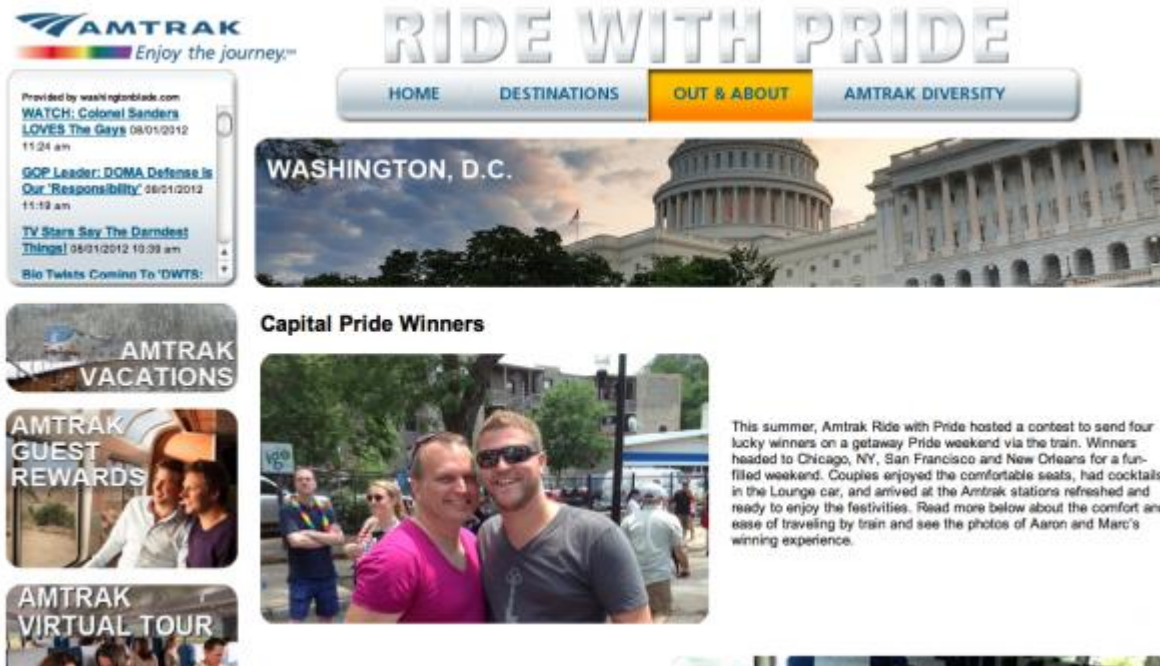 AMTRAK
Enjoy the journey.℠
RIDE WITH PRIDE
HOME
DESTINATIONS
OUT & ABOUT
AMTRAK DIVERSITY
Provided by washingtonblade.com
WATCH: Colonel Sanders
LOVES The Gays 08/01/2012
11:24 am
GOP Leader: DOMA Defense is
Our 'Responsibility' 08/01/2012
11:19 am
TV Stars Say The Darndest
Things! 08/01/2012 10:39 am
Big Twists Coming To 'DWTS:
WASHINGTON, D.C.
AMTRAK
VACATIONS
AMTRAK
GUEST
REWARDS
AMTRAK
VIRTUAL TOUR
Capital Pride Winners
This summer, Amtrak Ride with Pride hosted a contest to send four
lucky winners on a getaway Pride weekend via the train. Winners
headed to Chicago, NY, San Francisco and New Orleans for a fun-
filled weekend. Couples enjoyed the comfortable seats, had cocktails
in the Lounge car, and arrived at the Amtrak stations refreshed and
ready to enjoy the festivities. Read more below about the comfort and
ease of traveling by train and see the photos of Aaron and Marc's
winning experience.